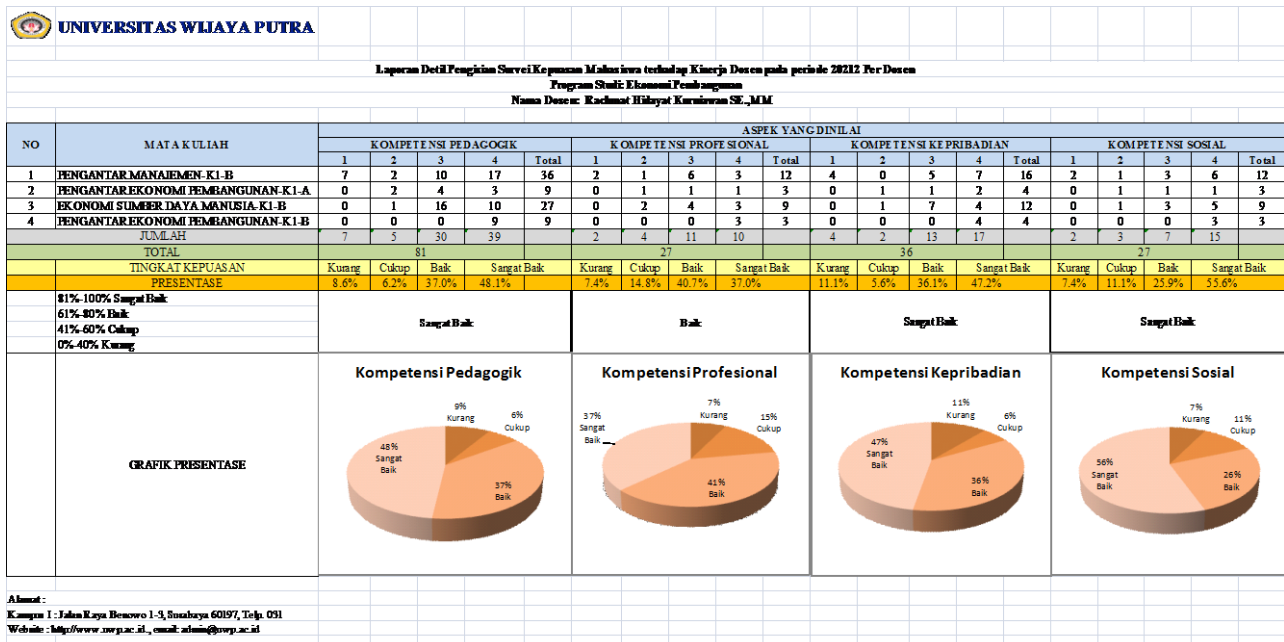 UNIVERSITAS WIJAYA PUTRA
Laporan Detil Pengisian Survei Kepuasan Mahasiswa terhadap Kinerja Dosen pada periode 20212 Per Dosen
Program Studi: Ekonomi Pembangunan
Nama Dosen: Rachmat Hidayat Kurniawan SE.,MM
NO MATA KULIAH ASPEK YANG DINILAI
KOMPETENSI PEDAGOGIK KOMPETENSI PROFESIONAL KOMPETENSI KEPRIBADIAN KOMPETENSI SOSIAL
1 2 3 4 Total 1 2 3 4 Total 1 2 3 4 Total 1 2 3 4 Total
1 PENGANTAR MANAJEMEN-K1-B 7 2 10 17 36 2 1 6 3 12 4 0 5 7 16 2 1 3 6 12
2 PENGANTAR EKONOMI PEMBANGUNAN-K1-A 0 2 4 3 9 0 1 1 1 3 0 1 1 2 4 0 1 1 1 3
3 EKONOMI SUMBER DAYA MANUSIA-K1-B 0 1 16 10 27 0 2 4 3 9 0 1 7 4 12 0 1 3 5 9
4 PENGANTAR EKONOMI PEMBANGUNAN-K1-B 0 0 0 9 9 0 0 0 3 3 0 0 0 4 4 0 0 0 3 3
JUMLAH 7 5 30 39 2 4 11 10 4 2 13 17 2 3 7 15
TOTAL 81 27 36 27
TINGKAT KEPUASAN Kurang Cukup Baik Sangat Baik Kurang Cukup Baik Sangat Baik Kurang Cukup Baik Sangat Baik Kurang Cukup Baik Sangat Baik
PRESENTASE 8.6% 6.2% 37.0% 48.1% 7.4% 14.8% 40.7% 37.0% 11.1% 5.6% 36.1% 47.2% 7.4% 11.1% 25.9% 55.6%
81%-100% Sangat Baik
61%-80% Baik
41%-60% Cukup
0%-40% Kurang
Sangat Baik Baik Sangat Baik Sangat Baik
GRAFIK PRESENTASE
Kompetensi Pedagogik
9% Kurang
6% Cukup
37% Baik
48% Sangat Baik
Kompetensi Profesional
7% Kurang
15% Cukup
41% Baik
37% Sangat Baik
Kompetensi Kepribadian
11% Kurang
6% Cukup
36% Baik
47% Sangat Baik
Kompetensi Sosial
7% Kurang
11% Cukup
26% Baik
56% Sangat Baik
Alamat :
Kampus I : Jalan Raya Benowo 1-3, Surabaya 60197, Telp. 031
Website : http://www.uwp.ac.id., email: admin@uwp.ac.id